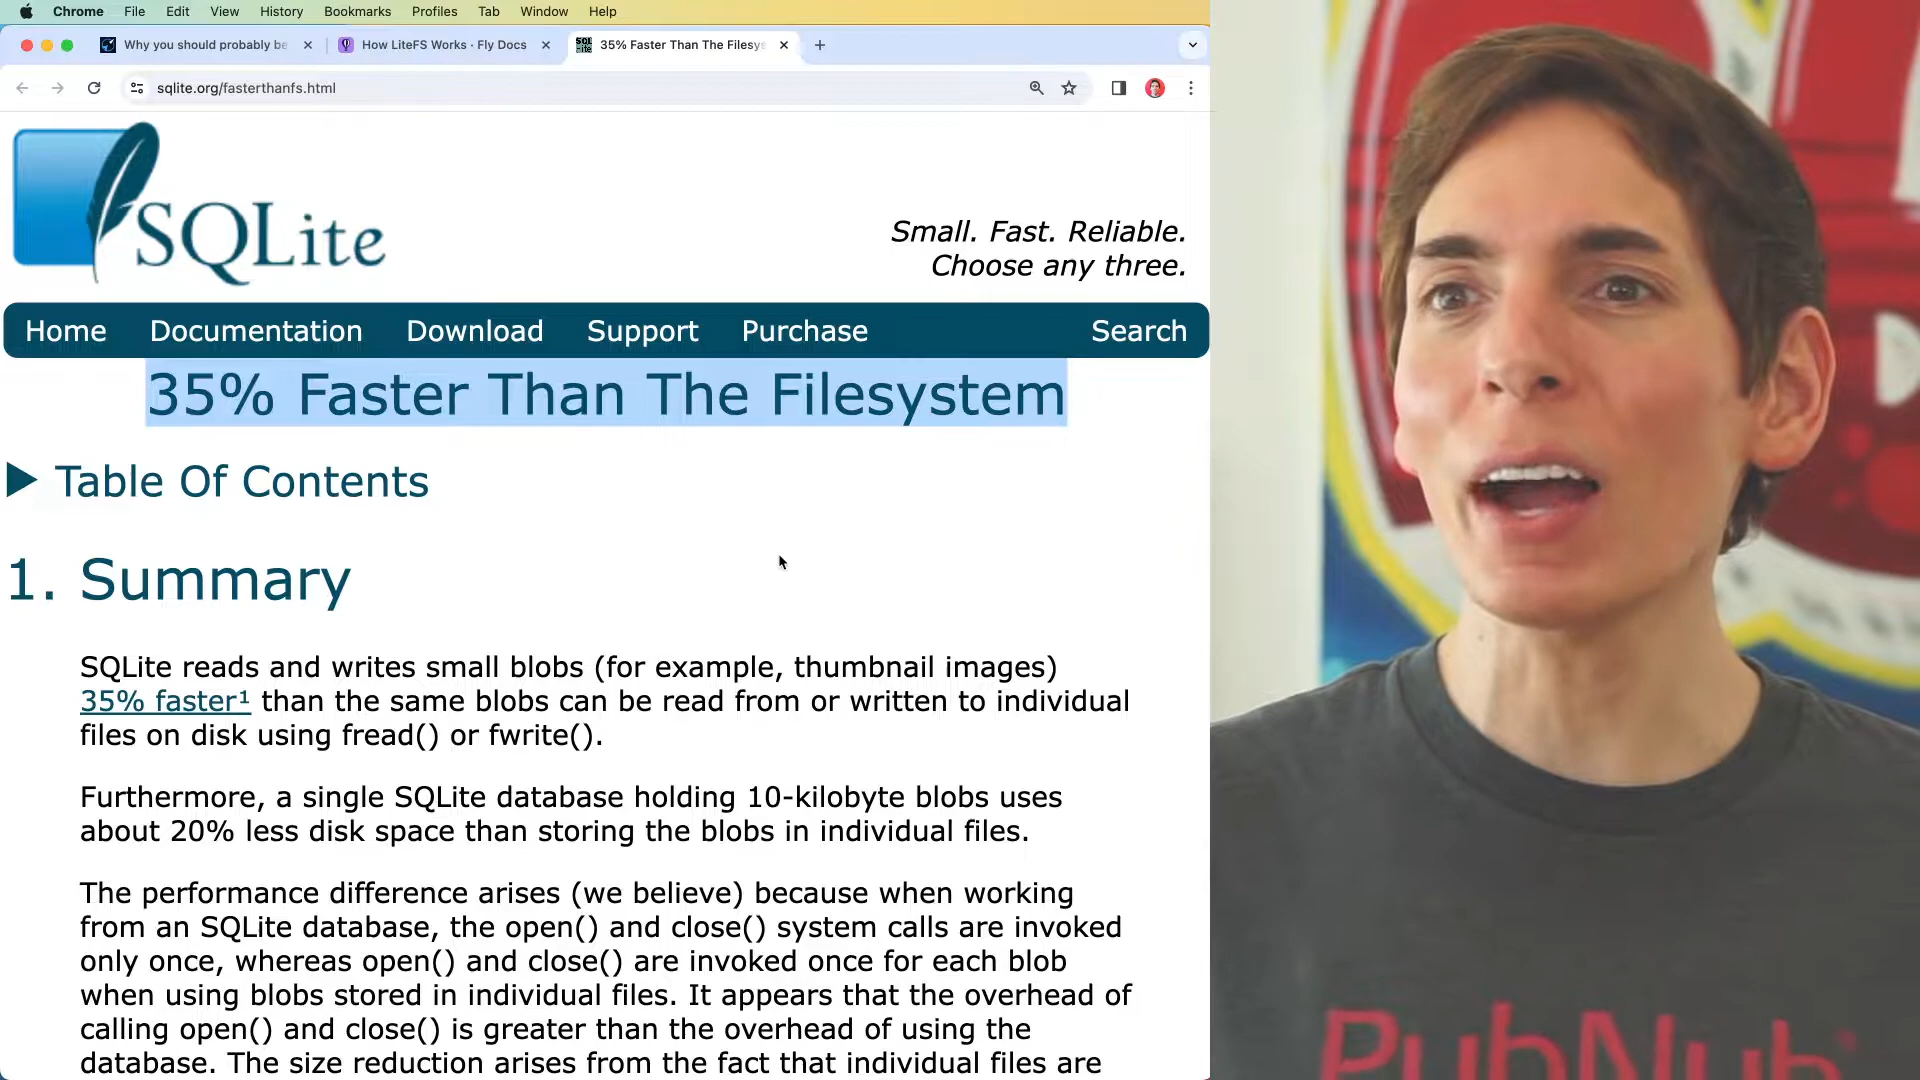 Chrome File Edit View History Bookmarks Profiles Tab Window Help
Why you should probably be
How LiteFS Works · Fly Docs
35% Faster Than The Filesys
sqlite.org/fasterthanfs.html
SQLite
Small. Fast. Reliable.
Choose any three.
Home Documentation Download Support Purchase Search
35% Faster Than The Filesystem
▶ Table Of Contents
1. Summary
SQLite reads and writes small blobs (for example, thumbnail images)
35% faster¹ than the same blobs can be read from or written to individual
files on disk using fread() or fwrite().
Furthermore, a single SQLite database holding 10-kilobyte blobs uses
about 20% less disk space than storing the blobs in individual files.
The performance difference arises (we believe) because when working
from an SQLite database, the open() and close() system calls are invoked
only once, whereas open() and close() are invoked once for each blob
when using blobs stored in individual files. It appears that the overhead of
calling open() and close() is greater than the overhead of using the
database. The size reduction arises from the fact that individual files are
PubNub